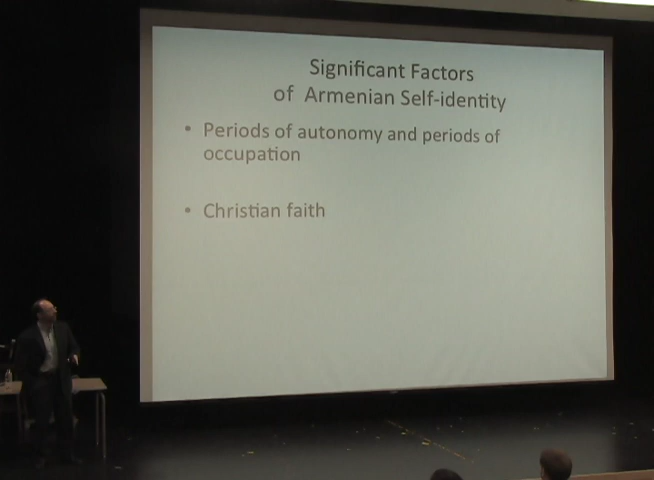 Significant Factors
of Armenian Self-identity
• Periods of autonomy and periods of
occupation
• Christian faith